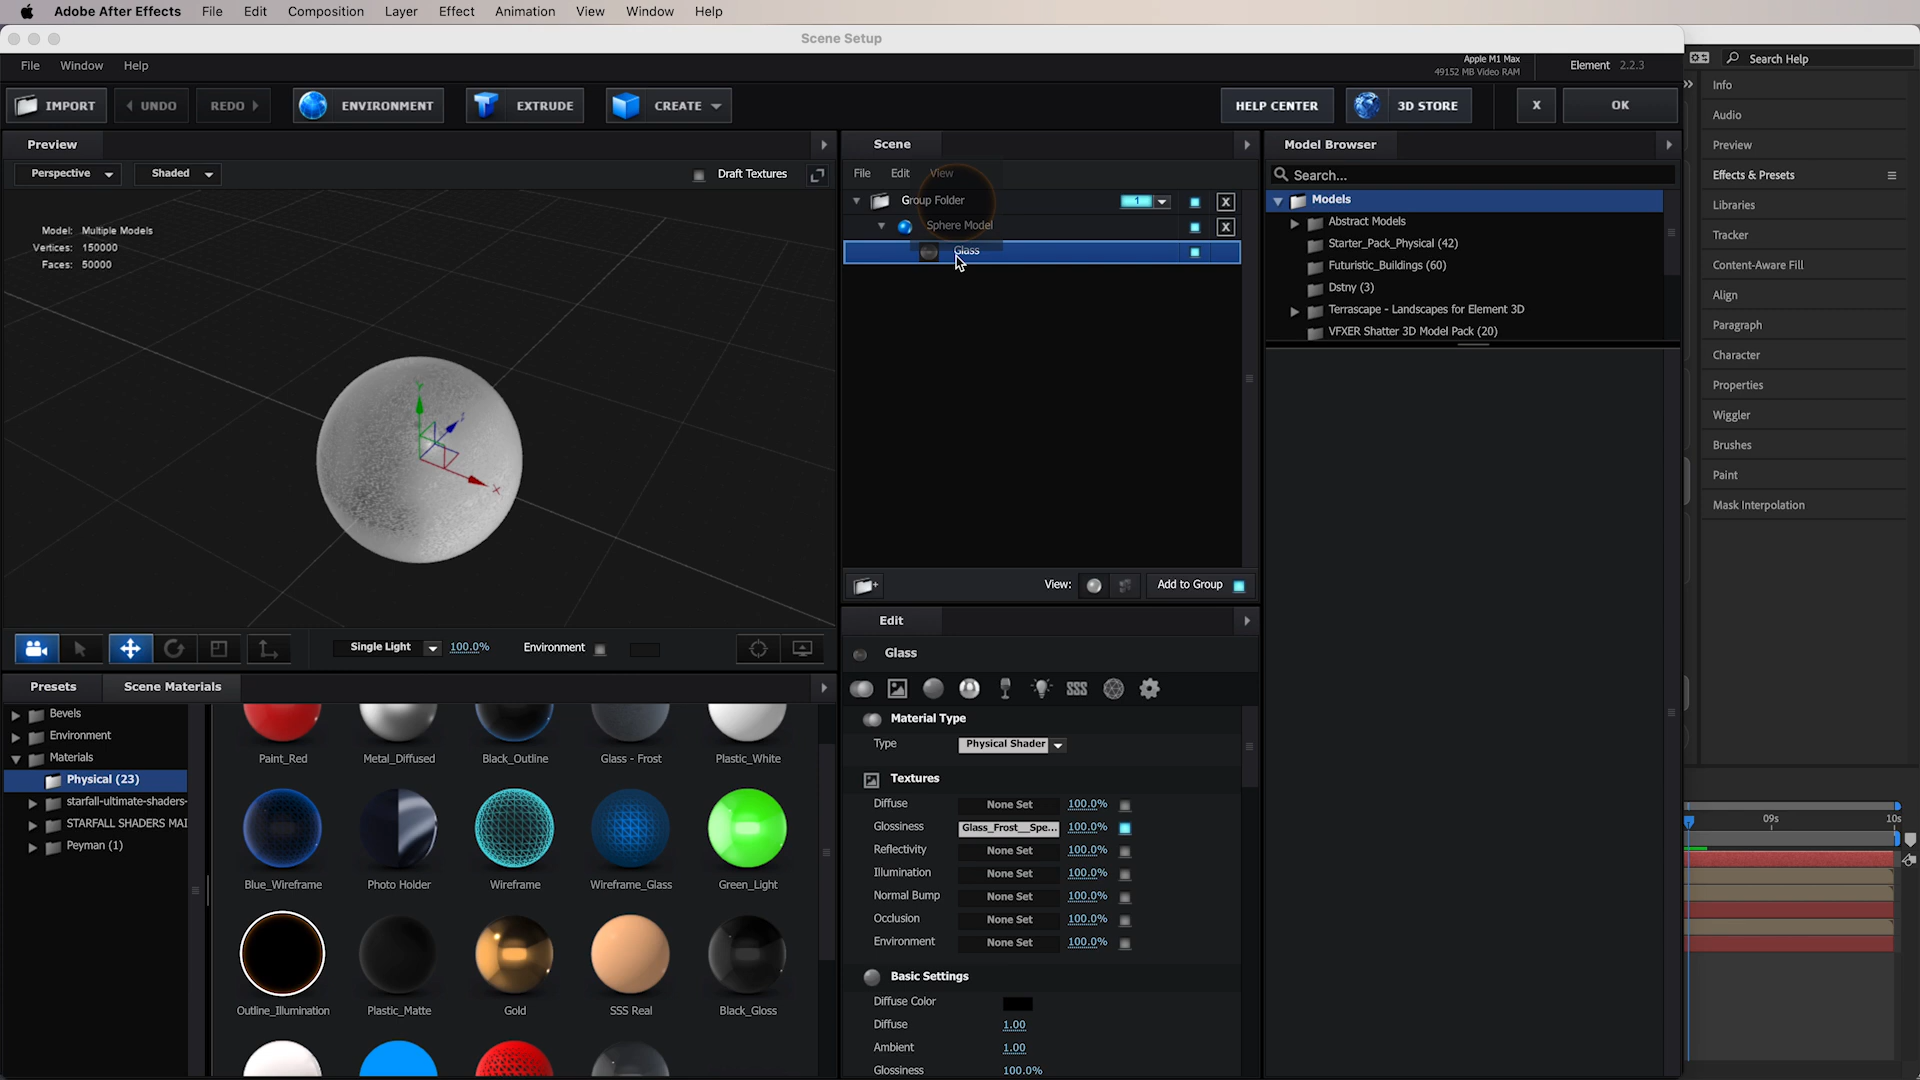 Adobe After Effects File Edit Composition Layer Effect Animation View Window Help
Scene Setup
File Window Help
Apple M1 Max
49152 MB Video RAM
Element 2.2.3
Search Help
IMPORT UNDO REDO ENVIRONMENT EXTRUDE CREATE HELP CENTER 3D STORE X OK
Preview
Perspective Shaded Draft Textures
Model: Multiple Models
Vertices: 150000
Faces: 50000
Y
X
Single Light 100.0% Environment
Scene
File Edit View
Group Folder 1 X
Sphere Model X
Glass
View: Add to Group
Model Browser
Search...
Models
Abstract Models
Starter_Pack_Physical (42)
Futuristic_Buildings (60)
Dstny (3)
Terrascape - Landscapes for Element 3D
VFXER Shatter 3D Model Pack (20)
Info
Audio
Preview
Effects & Presets
Libraries
Tracker
Content-Aware Fill
Align
Paragraph
Character
Properties
Wiggler
Brushes
Paint
Mask Interpolation
09s 10s
Presets Scene Materials
Bevels
Environment
Materials
Physical (23)
starfall-ultimate-shaders-
STARFALL SHADERS MAI
Peyman (1)
Paint_Red Metal_Diffused Black_Outline Glass - Frost Plastic_White
Blue_Wireframe Photo Holder Wireframe Wireframe_Glass Green_Light
Outline_Illumination Plastic_Matte Gold SSS Real Black_Gloss
Edit
Glass
SSS
Material Type
Type Physical Shader
Textures
Diffuse None Set 100.0%
Glossiness Glass_Frost__Spe... 100.0%
Reflectivity None Set 100.0%
Illumination None Set 100.0%
Normal Bump None Set 100.0%
Occlusion None Set 100.0%
Environment None Set 100.0%
Basic Settings
Diffuse Color
Diffuse 1.00
Ambient 1.00
Glossiness 100.0%